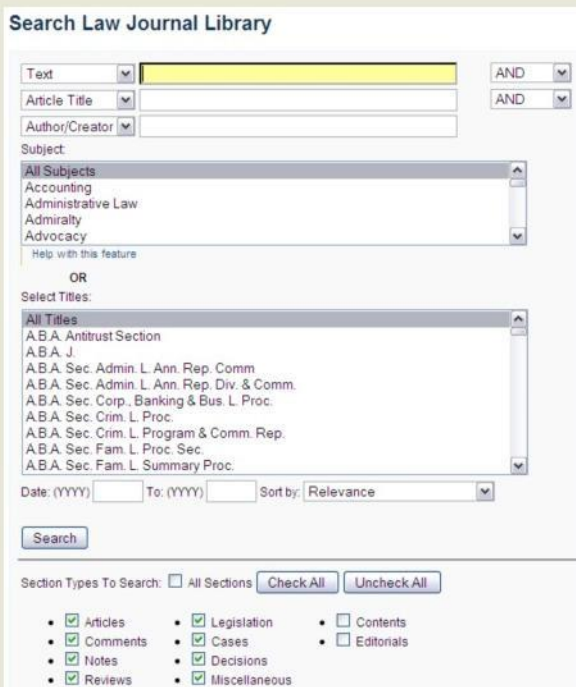 Search Law Journal Library
Text AND
Article Title AND
Author/Creator
Subject:
All Subjects
Accounting
Administrative Law
Admiralty
Advocacy
Help with this feature
OR
Select Titles:
All Titles
A.B.A. Antitrust Section
A.B.A. J.
A.B.A. Sec. Admin. L. Ann. Rep. Comm
A.B.A. Sec. Admin. L. Ann. Rep. Div. & Comm.
A.B.A. Sec. Corp., Banking & Bus. L. Proc.
A.B.A. Sec. Crim. L. Proc.
A.B.A. Sec. Crim. L. Program & Comm. Rep.
A.B.A. Sec. Fam. L. Proc. Sec.
A.B.A. Sec. Fam. L. Summary Proc.
Date: (YYYY) To: (YYYY) Sort by: Relevance
Search
Section Types To Search: All Sections Check All Uncheck All
Articles Legislation Contents
Comments Cases Editorials
Notes Decisions
Reviews Miscellaneous